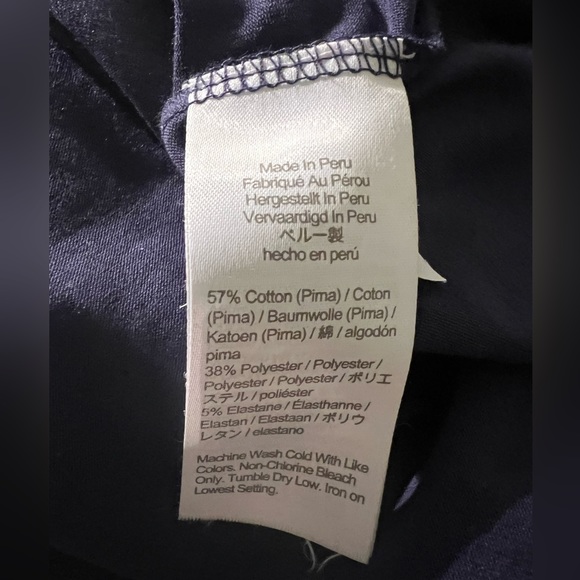 Made In Peru
Fabriqué Au Pérou
Hergestellt In Peru
Vervaardigd In Peru
ペルー製
hecho en perú
57% Cotton (Pima) / Coton
(Pima) / Baumwolle (Pima) /
Katoen (Pima) / 綿 / algodón
pima
38% Polyester / Polyester /
Polyester / Polyester / ポリエ
ステル / poliéster
5% Elastane / Élasthanne /
Elastan / Elastaan / ポリウ
レタン / elastano
Machine Wash Cold With Like
Colors. Non-Chlorine Bleach
Only. Tumble Dry Low. Iron on
Lowest Setting.